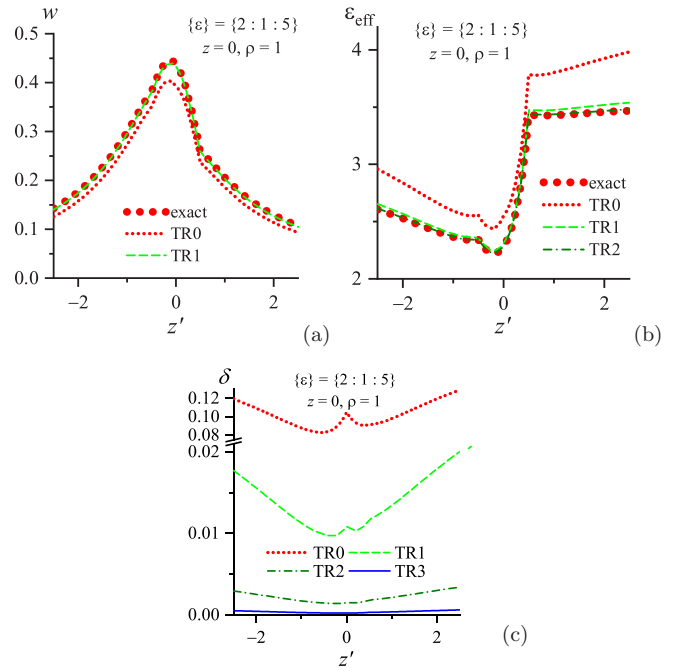 w
{ε} = {2 : 1 : 5}
z = 0, ρ = 1
0.5
0.4
0.3
0.2
0.1
0.0
exact
TR0
TR1
−2
0
2
z′
(a)
ε_eff
{ε} = {2 : 1 : 5}
z = 0, ρ = 1
4
3
2
exact
TR0
TR1
TR2
−2
0
2
z′
(b)
δ
{ε} = {2 : 1 : 5}
z = 0, ρ = 1
0.12
0.10
0.08
0.02
0.01
0.00
TR0 TR1
TR2 TR3
−2
0
2
z′
(c)